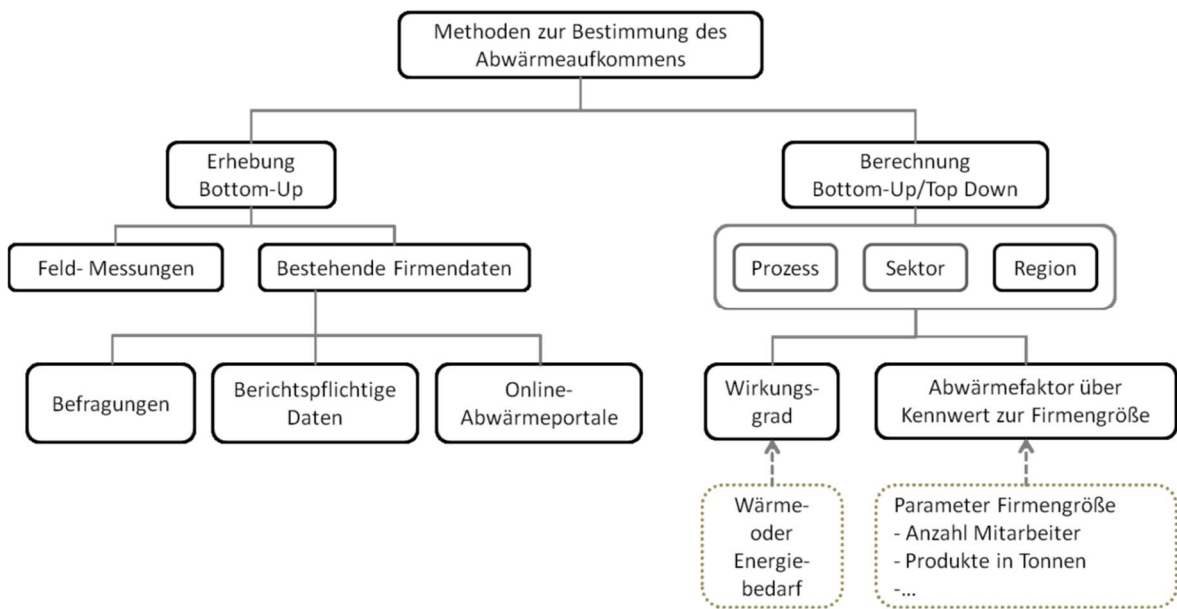 Methoden zur Bestimmung des
Abwärmeaufkommens
Erhebung
Bottom-Up
Berechnung
Bottom-Up/Top Down
Feld- Messungen
Bestehende Firmendaten
Prozess
Sektor
Region
Befragungen
Berichtspflichtige
Daten
Online-
Abwärmeportale
Wirkungs-
grad
Abwärmefaktor über
Kennwert zur Firmengröße
Wärme-
oder
Energie-
bedarf
Parameter Firmengröße
- Anzahl Mitarbeiter
- Produkte in Tonnen
-...